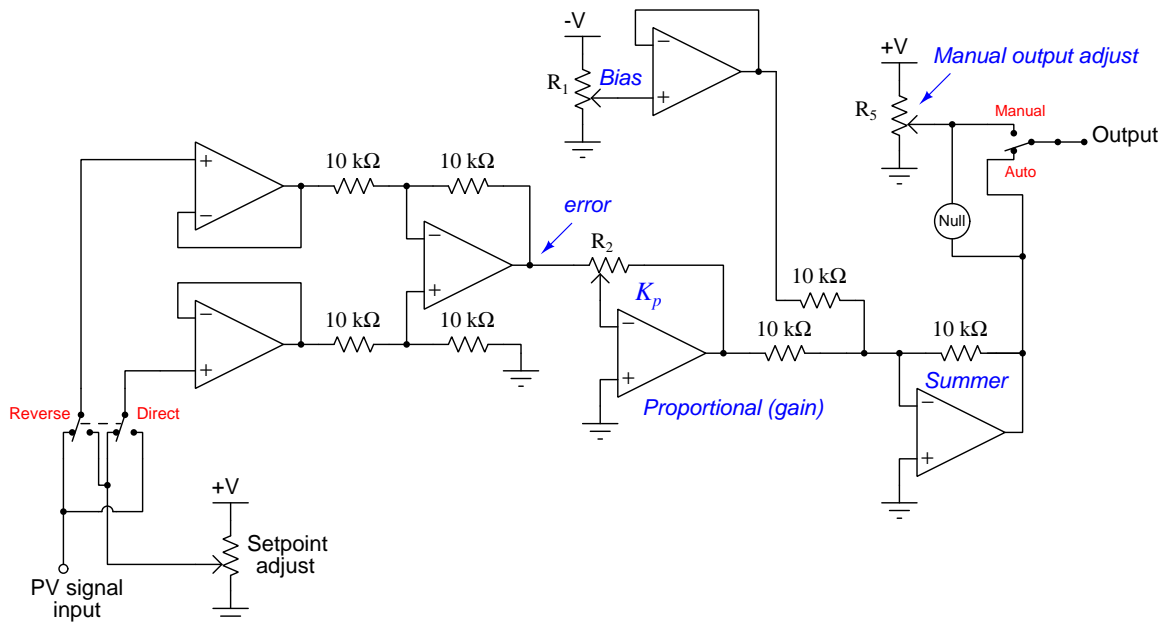 -V
R1
Bias
−
+
+V
Manual output adjust
R5
Manual
Output
Auto
Null
+
−
10 kΩ
10 kΩ
error
−
+
R2
Kp
−
+
10 kΩ
10 kΩ
−
+
10 kΩ
10 kΩ
10 kΩ
Summer
−
+
Proportional (gain)
Reverse
Direct
+V
Setpoint
adjust
PV signal
input